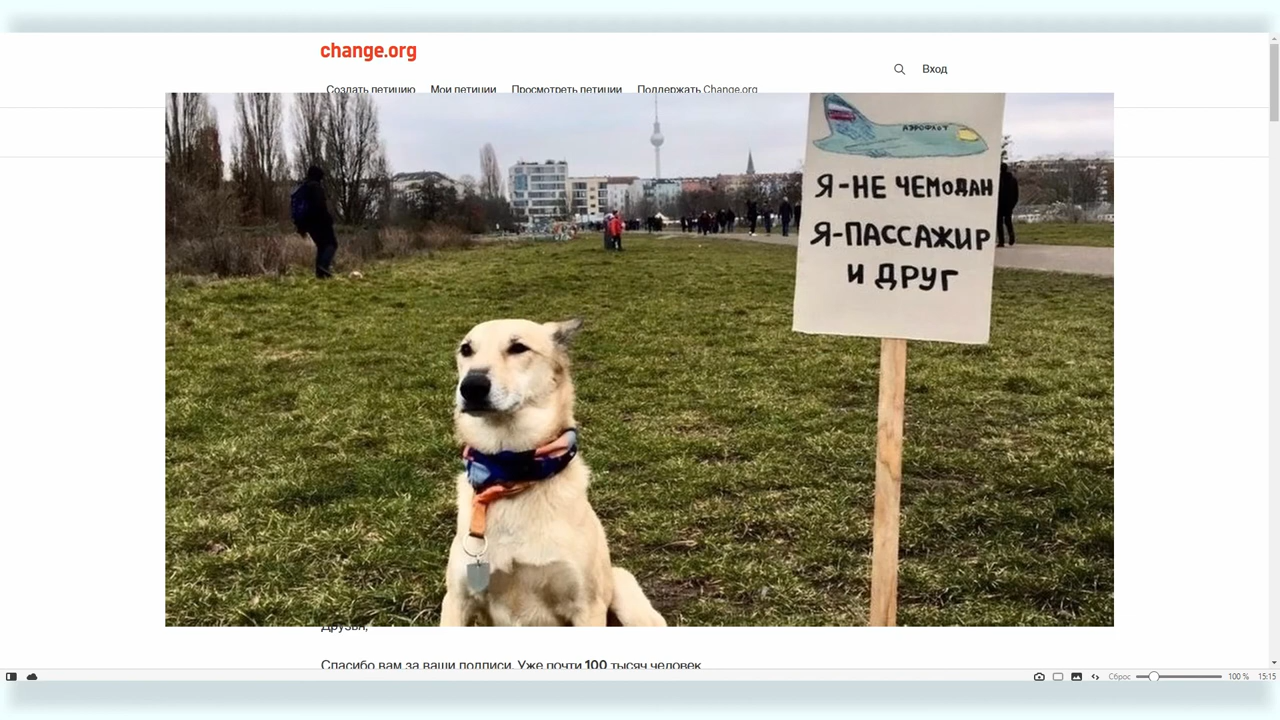 change.org
Вход
Создать петицию Мои петиции Просмотреть петиции Поддержать Change.org
АЭРОФЛОТ
Я-НЕ ЧЕМОДАН
Я-ПАССАЖИР
И ДРУГ
Друзья,
Спасибо вам за ваши подписи. Уже почти 100 тысяч человек
Сброс 100 % 15:15